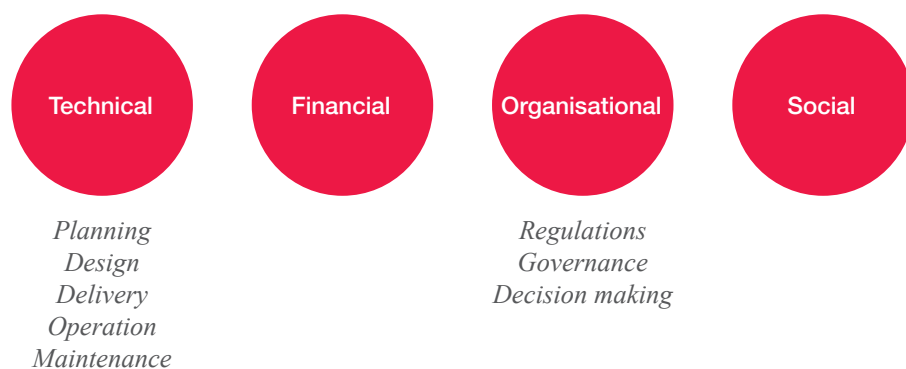 Technical
Financial
Organisational
Social
Planning
Design
Delivery
Operation
Maintenance
Regulations
Governance
Decision making